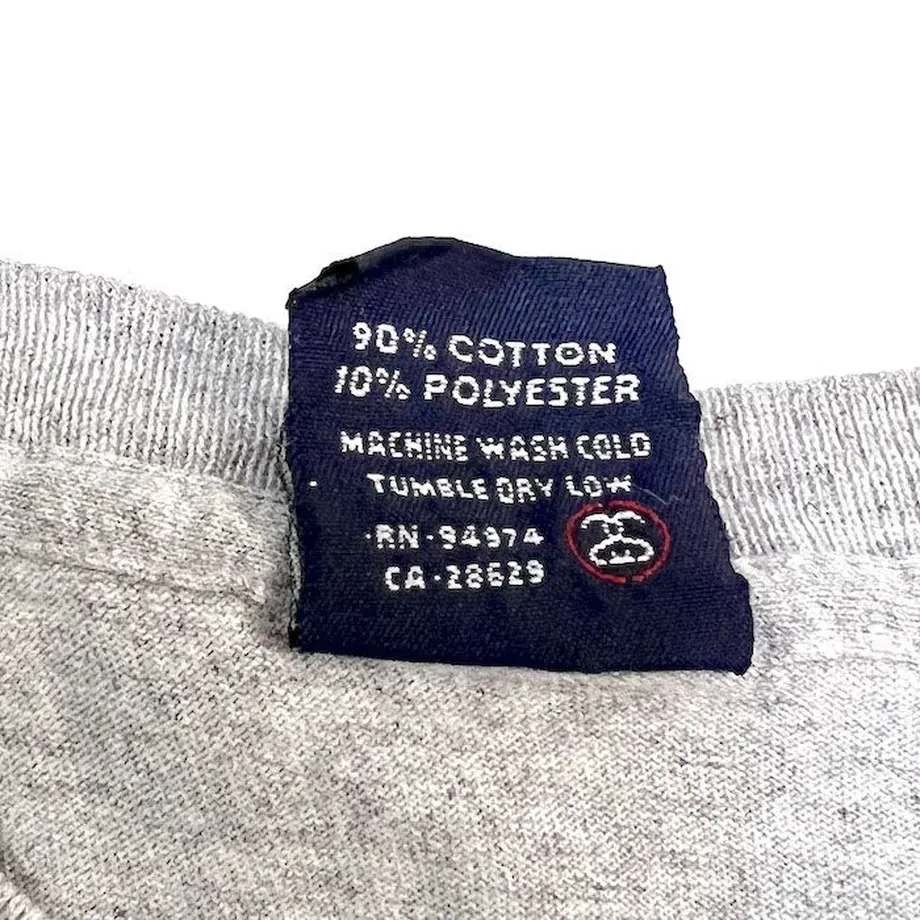 90% COTTON
10% POLYESTER
MACHINE WASH COLD
TUMBLE DRY LOW
·RN·94974
CA·28629